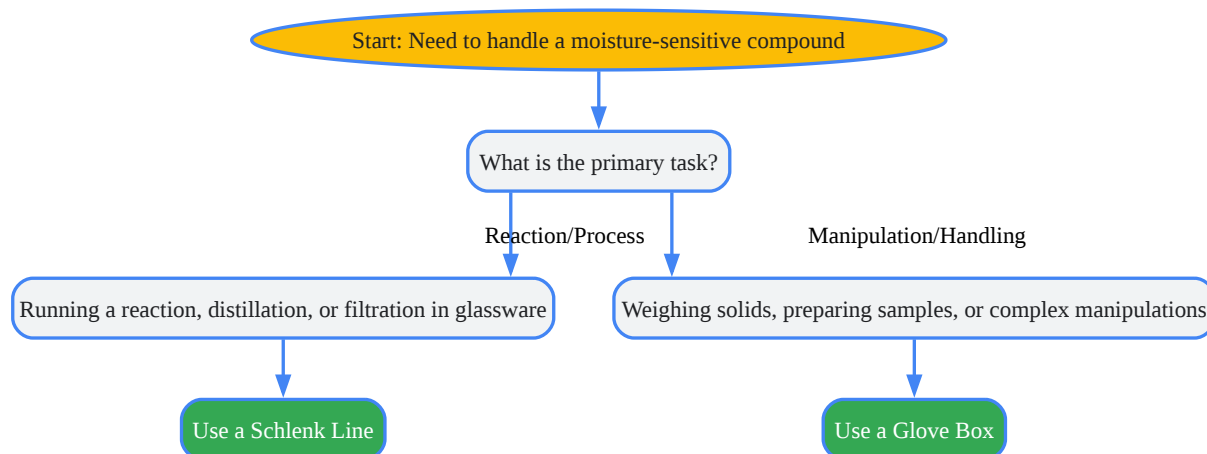 Start: Need to handle a moisture-sensitive compound
What is the primary task?
Reaction/Process
Manipulation/Handling
Running a reaction, distillation, or filtration in glassware
Weighing solids, preparing samples, or complex manipulations
Use a Schlenk Line
Use a Glove Box